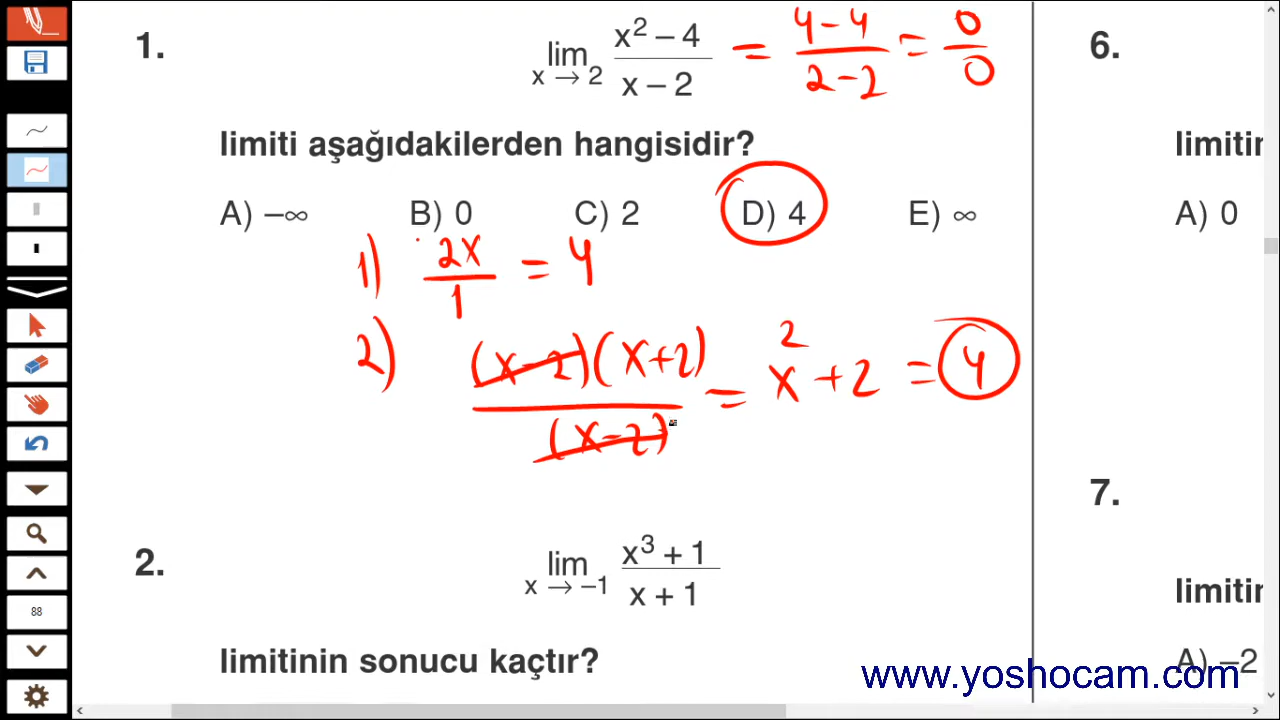 1. lim x → 2 (x² – 4)/(x – 2) = (4 - 4)/(2 - 2) = 0/0
limiti aşağıdakilerden hangisidir?
A) –∞ B) 0 C) 2 D) 4 E) ∞
1) 2x/1 = 4
2) (x-2)(x+2)/(x-2) = x+2 = 4
2
2. lim x → –1 (x³ + 1)/(x + 1)
limitinin sonucu kaçtır?
6.
A) 0
7.
A) –2
88
www.yoshocam.com